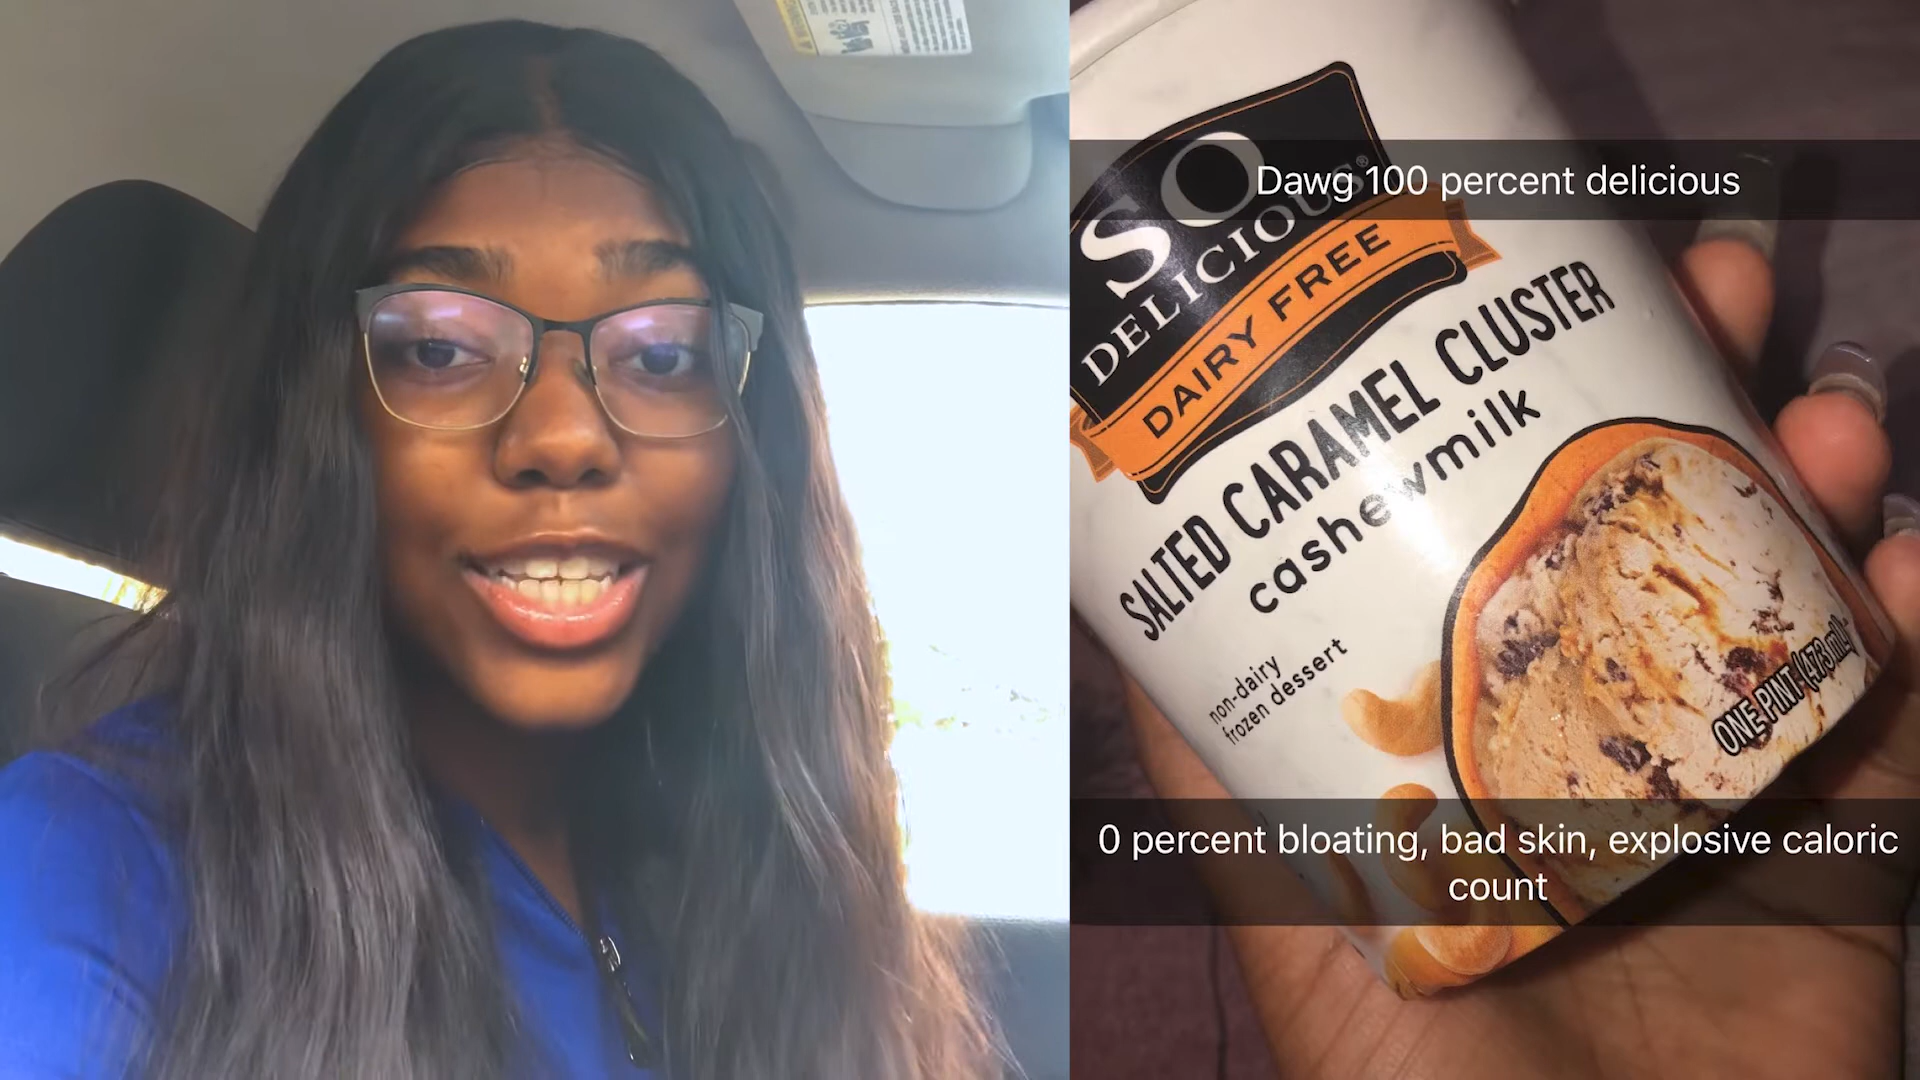 Dawg 100 percent delicious
SO
DELICIOUS®
DAIRY FREE
SALTED CARAMEL CLUSTER
cashewmilk
non-dairy
frozen dessert
ONE PINT (473 mL)
0 percent bloating, bad skin, explosive caloric
count